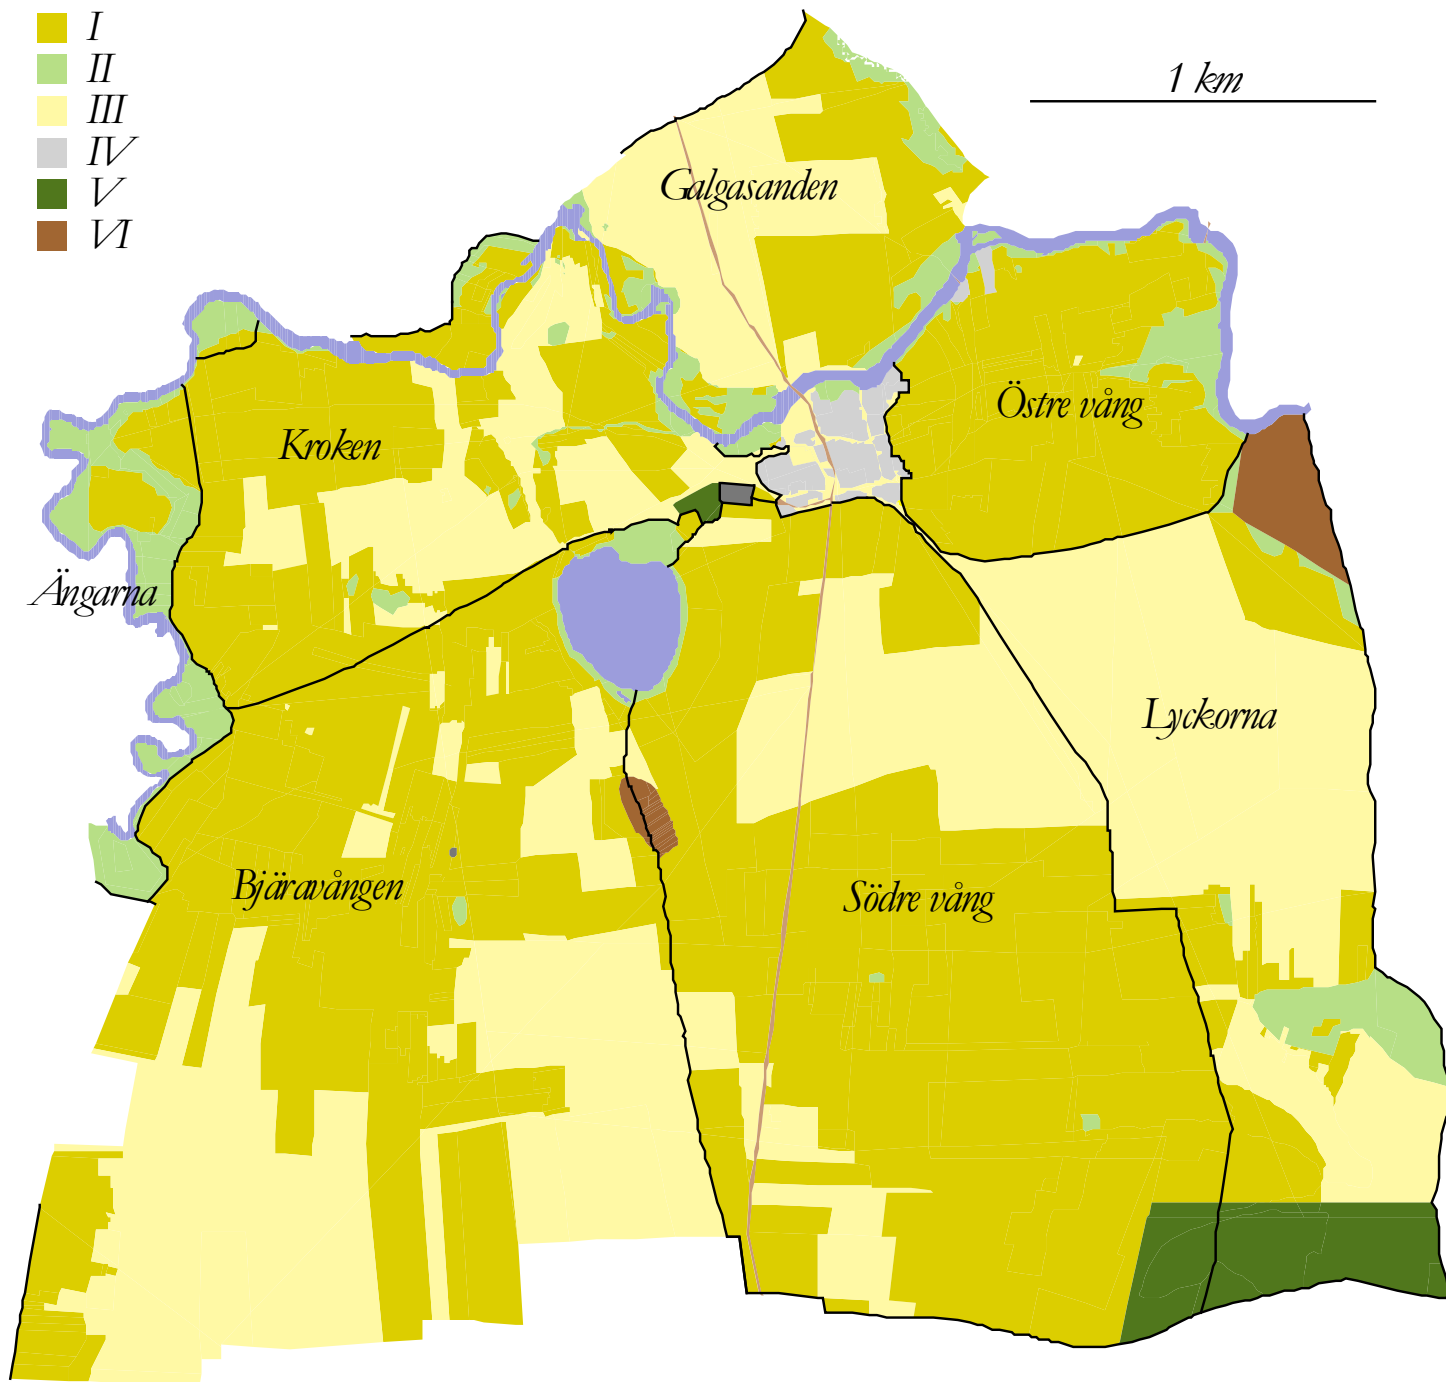 I
II
III
IV
V
VI
1 km
Galgasanden
Östre vång
Kroken
Ängarna
Lyckorna
Bjäravången
Södre vång